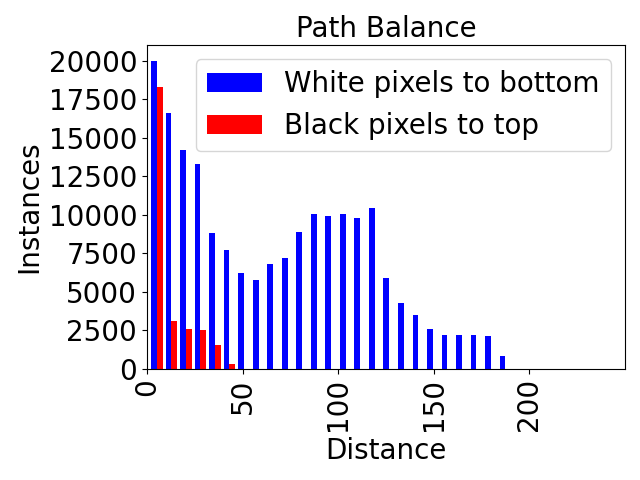 Path Balance
White pixels to bottom
Black pixels to top
Instances
20000
17500
15000
12500
10000
7500
5000
2500
0
0
50
100
150
200
Distance